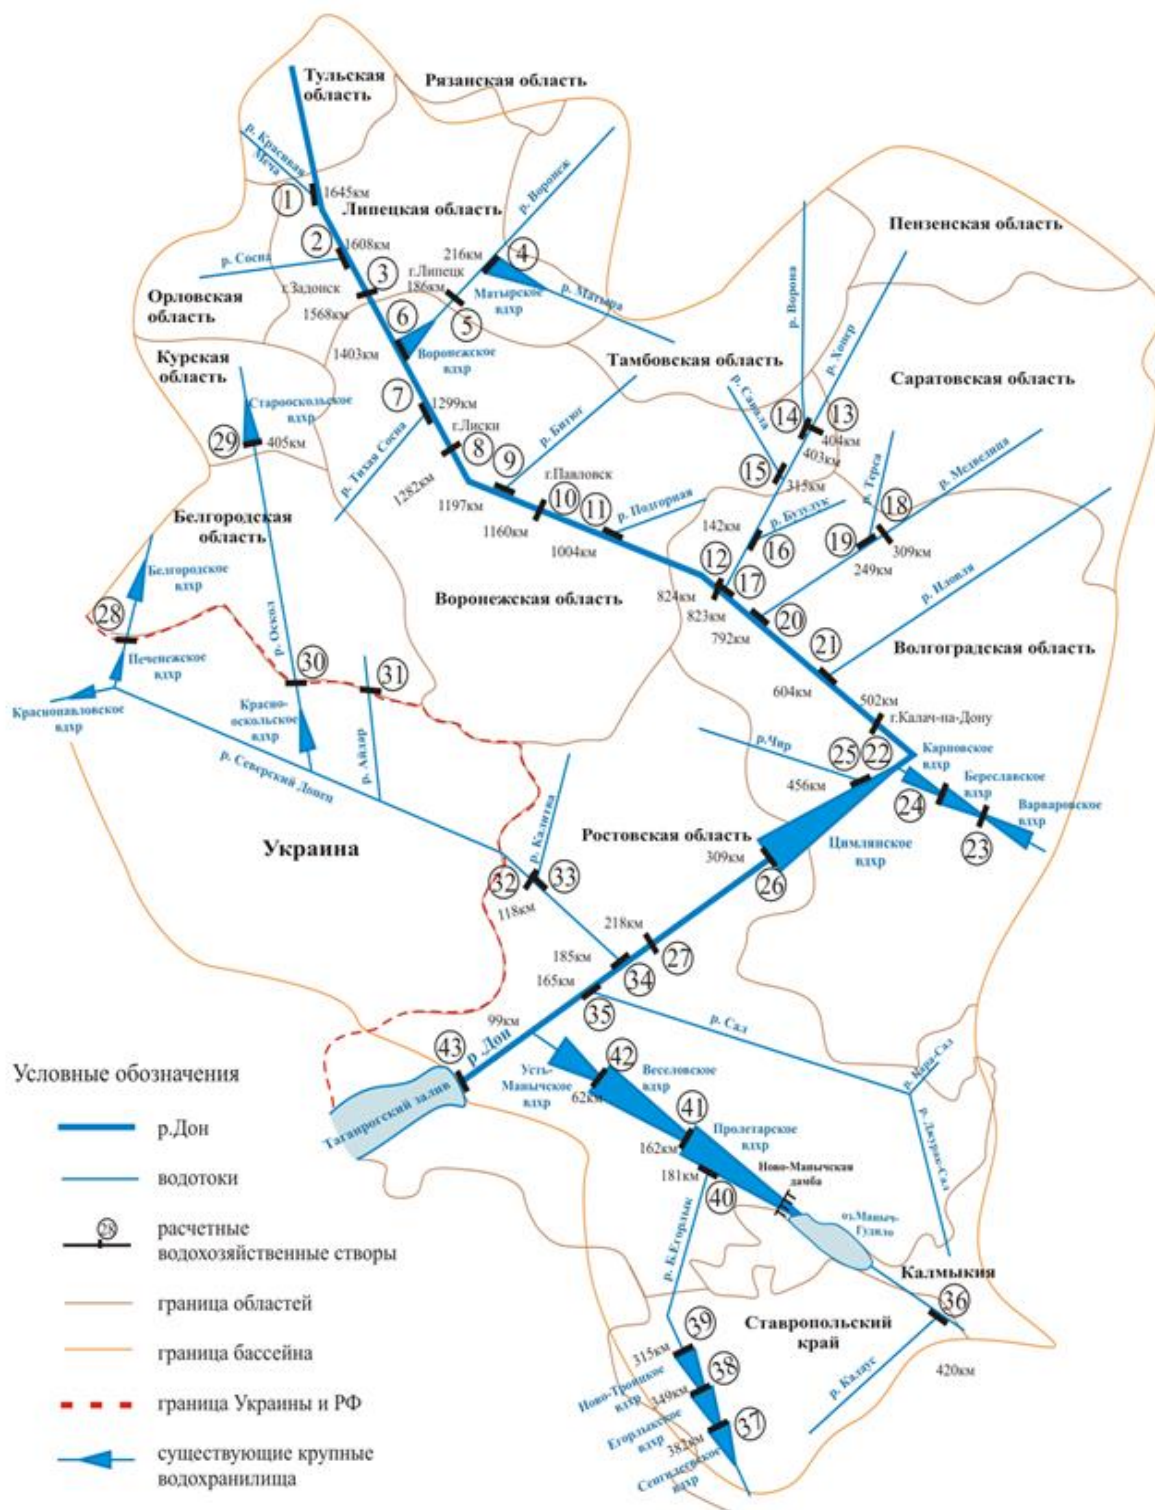 Тульская
область
Рязанская область
р. Красивая
Меча
1
1645км
Липецкая область
р. Воронеж
Пензенская область
2
1608км
р. Сосна
3
216км
4
г.Липецк
186км
г.Задонск
Матырское
вдхр
р. Матыра
р. Ворона
р. Хопер
Орловская
область
1568км
6
5
1403км
Воронежское
вдхр
Тамбовская область
Саратовская область
Курская
область
Старооскольское
вдхр
7
1299км
г.Лиски
р. Битюг
р. Савала
14
13
404км
403км
29
405км
8
9
р. Тихая Сосна
1282км
15
315км
р. Терса
р. Медведица
г.Павловск
18
1197км
10
11
р. Подгорная
142км
р. Бузулук
16
19
309км
249км
Белгородская
область
1160км
1004км
Белгородское
вдхр
12
17
824км
823км
р. Иловля
Воронежская область
792км
20
28
р. Оскол
21
Волгоградская область
Печенежское
вдхр
30
31
604км
502км
г.Калач-на-Дону
Краснопавловское
вдхр
Красно-
оскольское
вдхр
р. Айдар
р. Северский Донец
р.Чир
25
22
Карповское
вдхр
456км
Береславское
вдхр
24
Варваровское
вдхр
23
Украина
р. Калитва
Ростовская область
309км
Цимлянское
вдхр
26
32
33
118км
218км
27
185км
34
165км
35
99км
р. Сал
43
р .Дон
42
Усть-
Манычское
вдхр
Веселовское
вдхр
р. Кара-Сал
62км
41
Таганрогский залив
Пролетарское
вдхр
р. Джурак-Сал
162км
Ново-Манычская
дамба
181км
40
оз.Маныч-
Гудило
р. Б.Егорлык
Калмыкия
36
Ставропольский
край
39
315км
38
Ново-Троицкое
вдхр
349км
р. Калаус
420км
37
Егорлыкское
вдхр
382км
Сенгилеевское
вдхр
Условные обозначения
р.Дон
водотоки
28
расчетные
водохозяйственные створы
граница областей
граница бассейна
граница Украины и РФ
существующие крупные
водохранилища